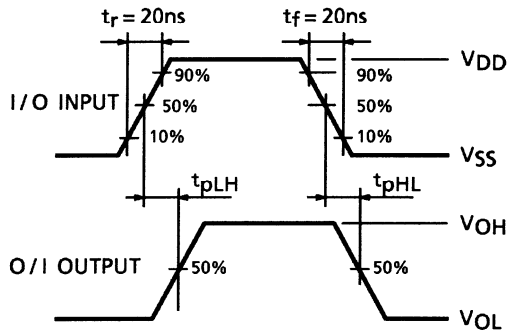 tr = 20ns
tf = 20ns
VDD
90%
90%
I/O INPUT
50%
50%
10%
10%
VSS
tpLH
tpHL
VOH
O/I OUTPUT
50%
50%
VOL